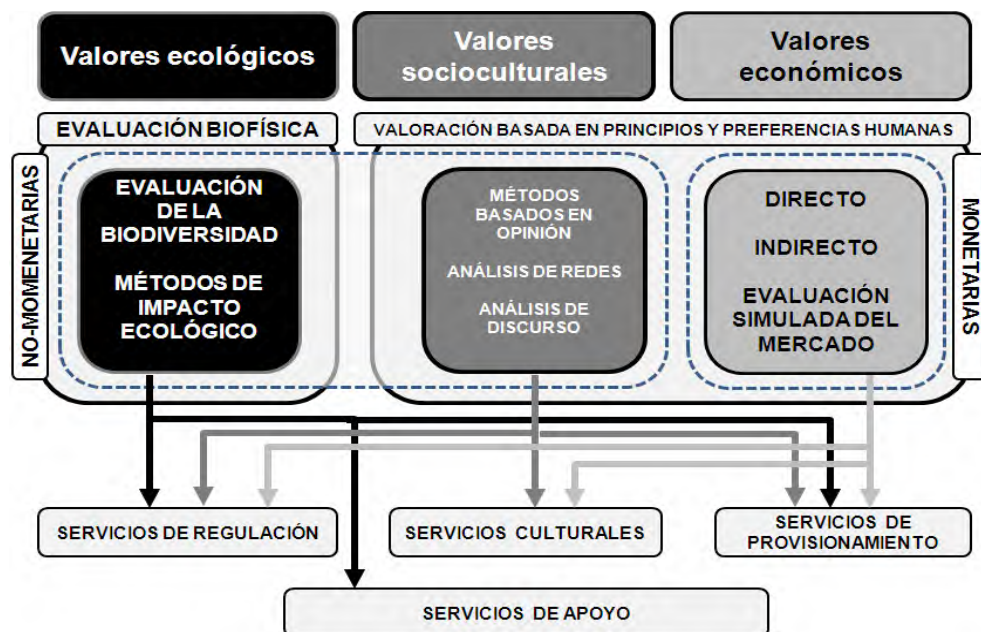 Valores ecológicos
Valores
socioculturales
Valores
económicos
EVALUACIÓN BIOFÍSICA
VALORACIÓN BASADA EN PRINCIPIOS Y PREFERENCIAS HUMANAS
NO-MOMENETARIAS
EVALUACIÓN
DE LA
BIODIVERSIDAD
MÉTODOS DE
IMPACTO
ECOLÓGICO
MÉTODOS
BASADOS EN
OPINIÓN
ANÁLISIS DE REDES
ANÁLISIS DE
DISCURSO
DIRECTO
INDIRECTO
EVALUACIÓN
SIMULADA DEL
MERCADO
MONETARIAS
SERVICIOS DE REGULACIÓN
SERVICIOS CULTURALES
SERVICIOS DE
PROVISIONAMIENTO
SERVICIOS DE APOYO